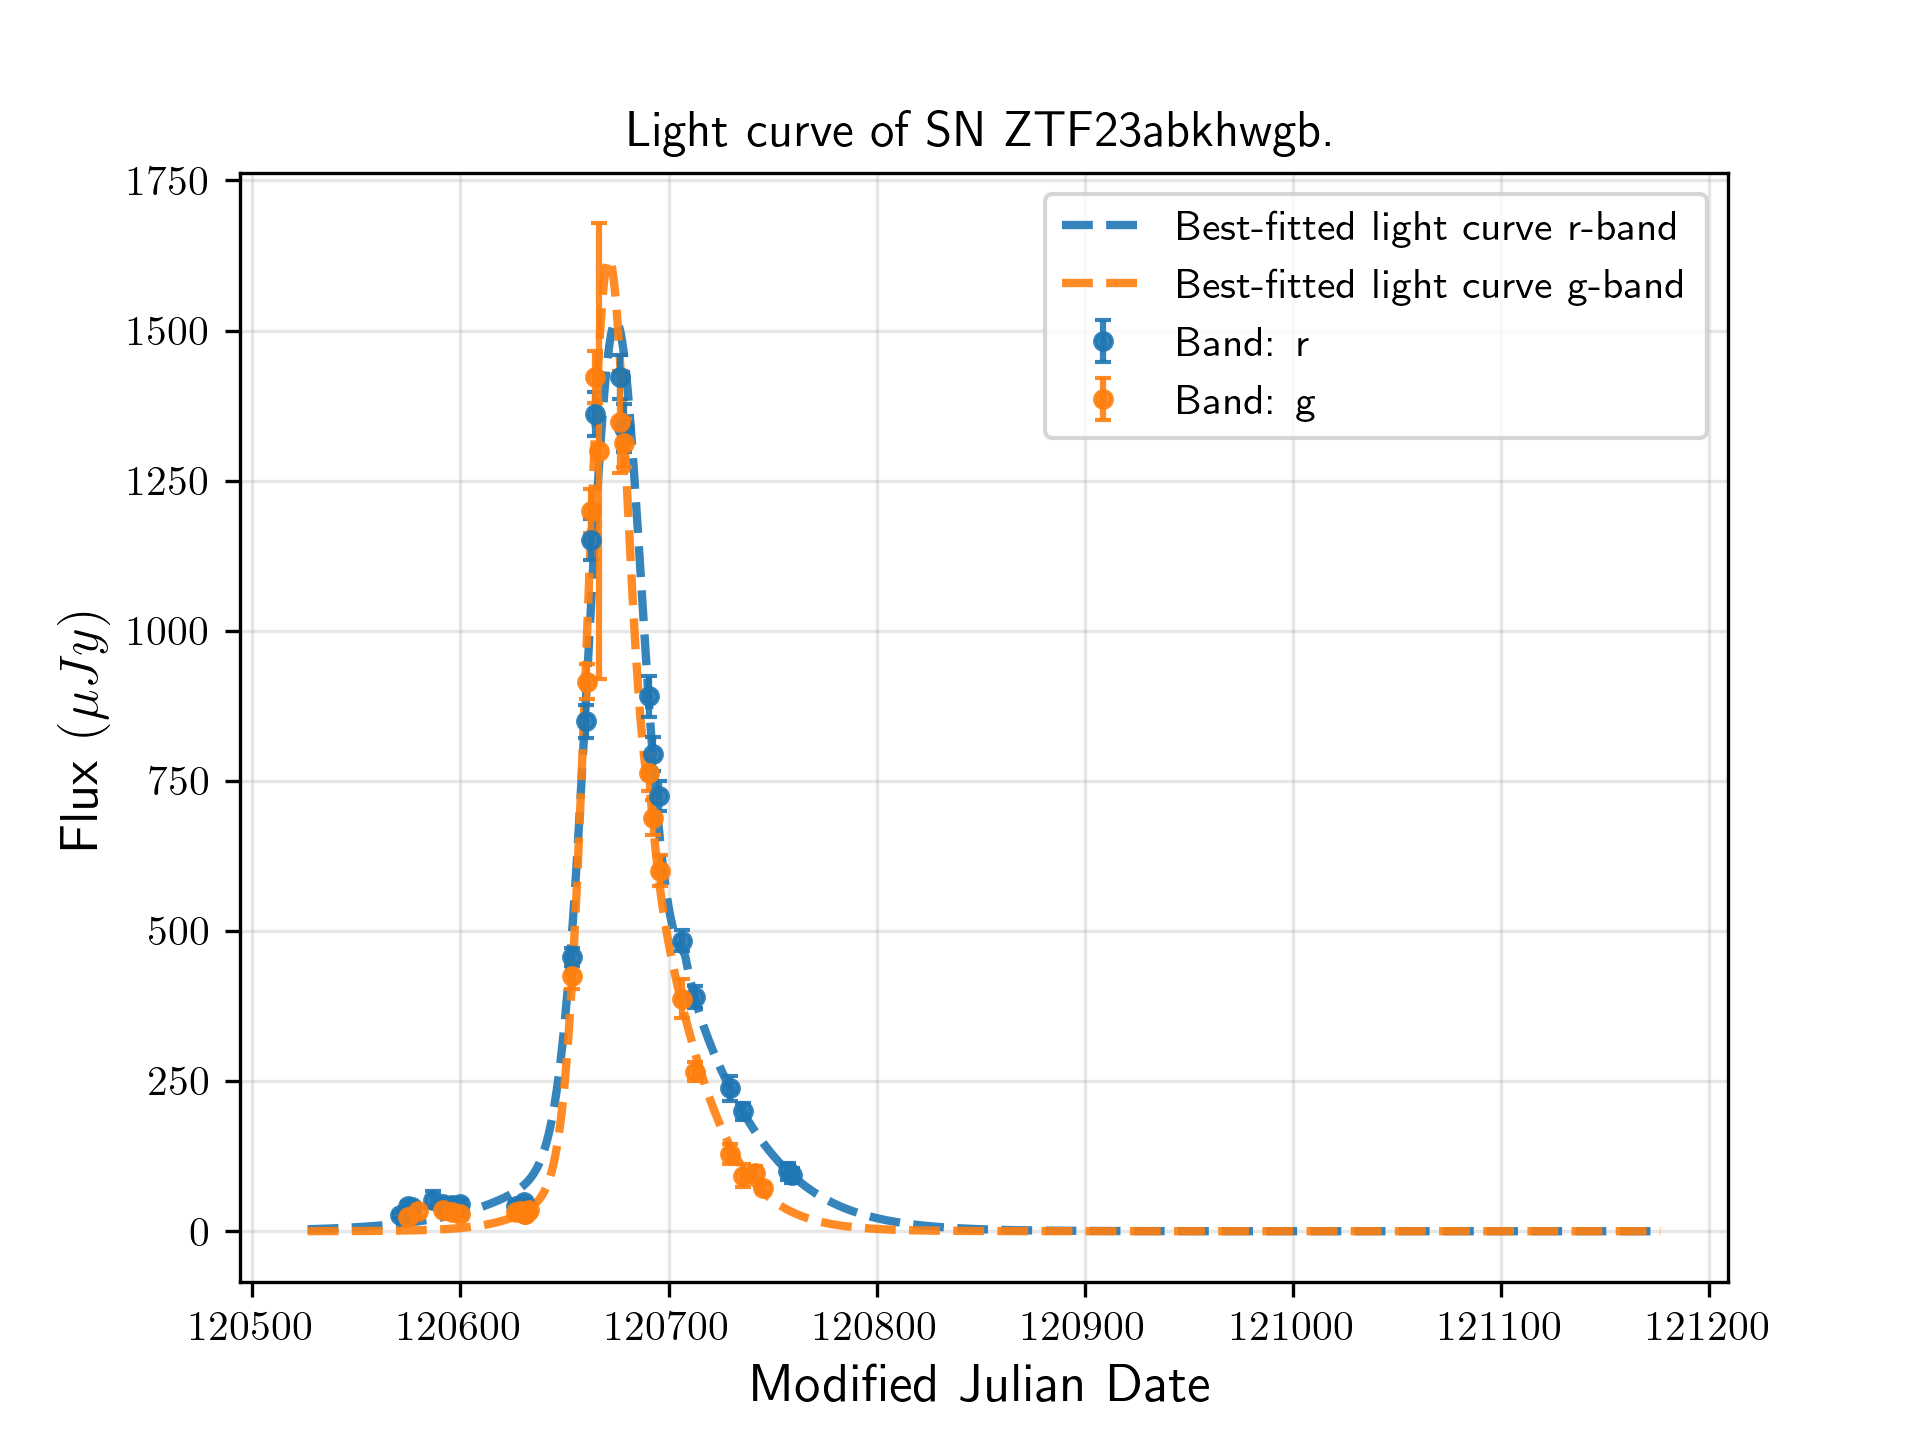 Light curve of SN ZTF23abkhwgb.
1750
1500
1250
1000
750
500
250
0
Flux (μJy)
Best-fitted light curve r-band
Best-fitted light curve g-band
Band: r
Band: g
120500 120600 120700 120800 120900 121000 121100 121200
Modified Julian Date